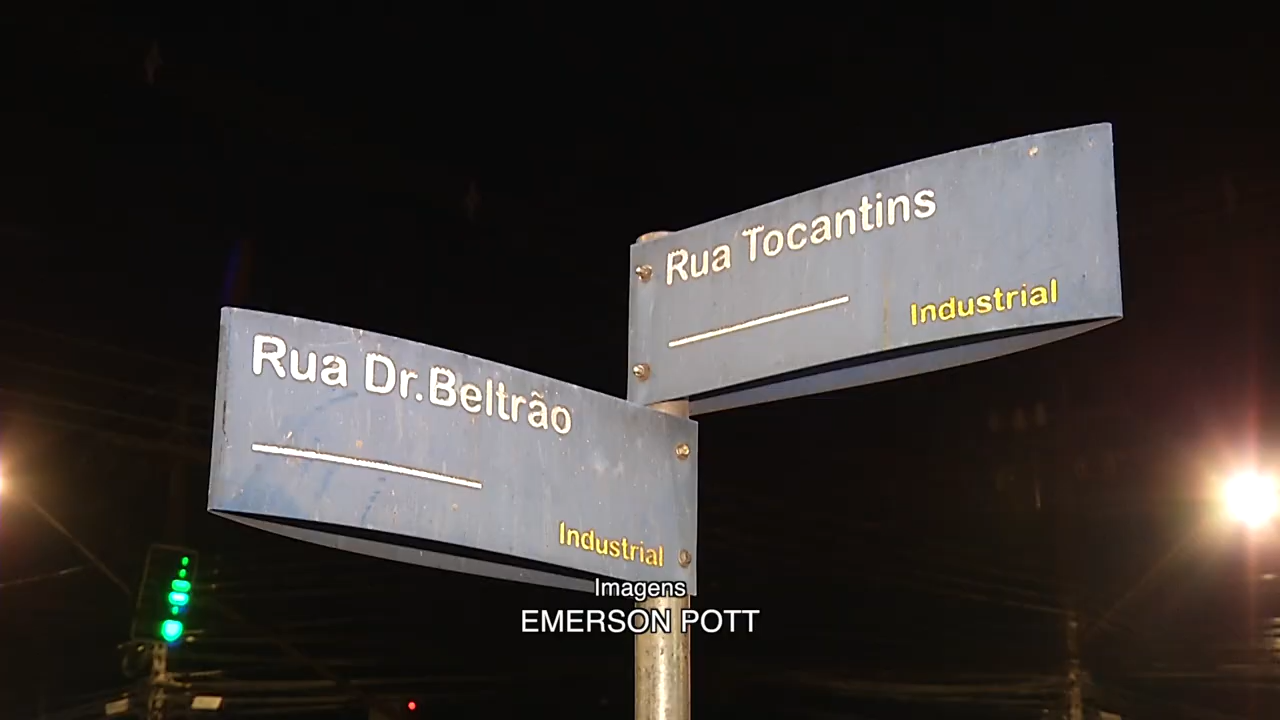 Rua Tocantins
Industrial
Rua Dr.Beltrão
Industrial
Imagens
EMERSON POTT